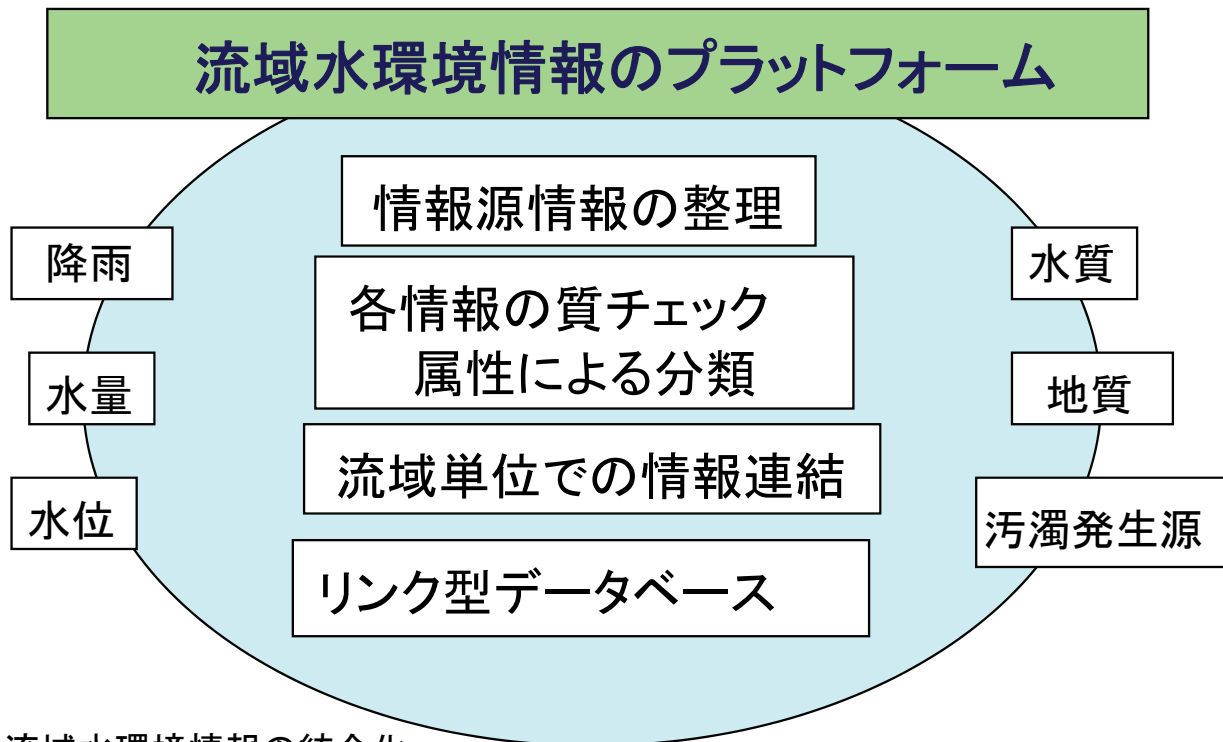 流域水環境情報のプラットフォーム
情報源情報の整理
降雨
水質
各情報の質チェック
属性による分類
水量
地質
流域単位での情報連結
水位
汚濁発生源
リンク型データベース